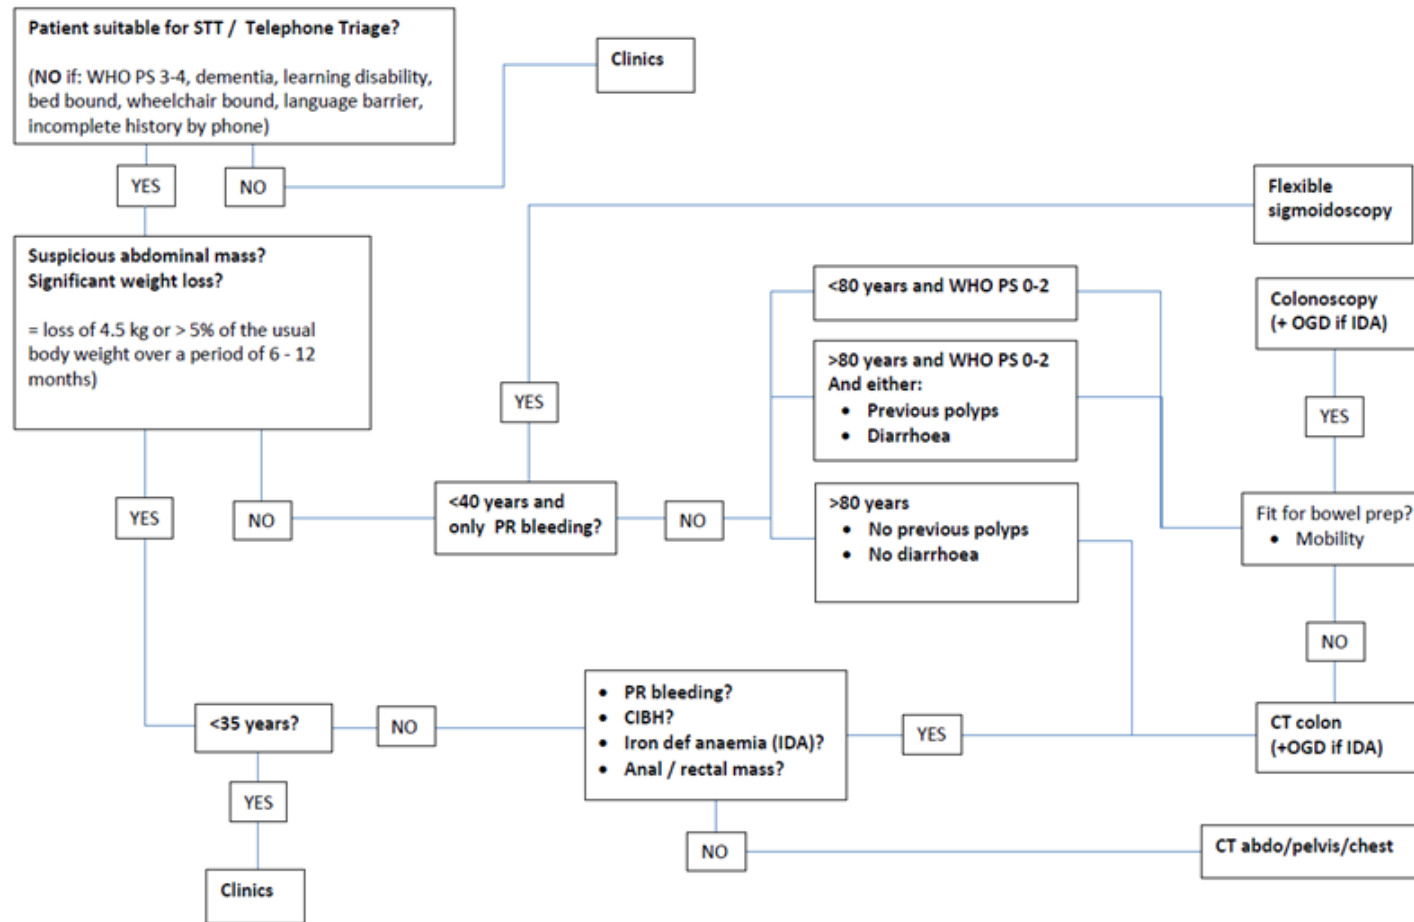 Patient suitable for STT / Telephone Triage?
(NO if: WHO PS 3-4, dementia, learning disability,
bed bound, wheelchair bound, language barrier,
incomplete history by phone)
Clinics
YES
NO
Flexible
sigmoidoscopy
Suspicious abdominal mass?
Significant weight loss?
= loss of 4.5 kg or > 5% of the usual
body weight over a period of 6 - 12
months)
<80 years and WHO PS 0-2
Colonoscopy
(+ OGD if IDA)
>80 years and WHO PS 0-2
And either:
• Previous polyps
• Diarrhoea
YES
YES
YES
NO
<40 years and
only PR bleeding?
NO
>80 years
• No previous polyps
• No diarrhoea
Fit for bowel prep?
• Mobility
NO
<35 years?
NO
• PR bleeding?
• CIBH?
• Iron def anaemia (IDA)?
• Anal / rectal mass?
YES
CT colon
(+OGD if IDA)
YES
NO
CT abdo/pelvis/chest
Clinics